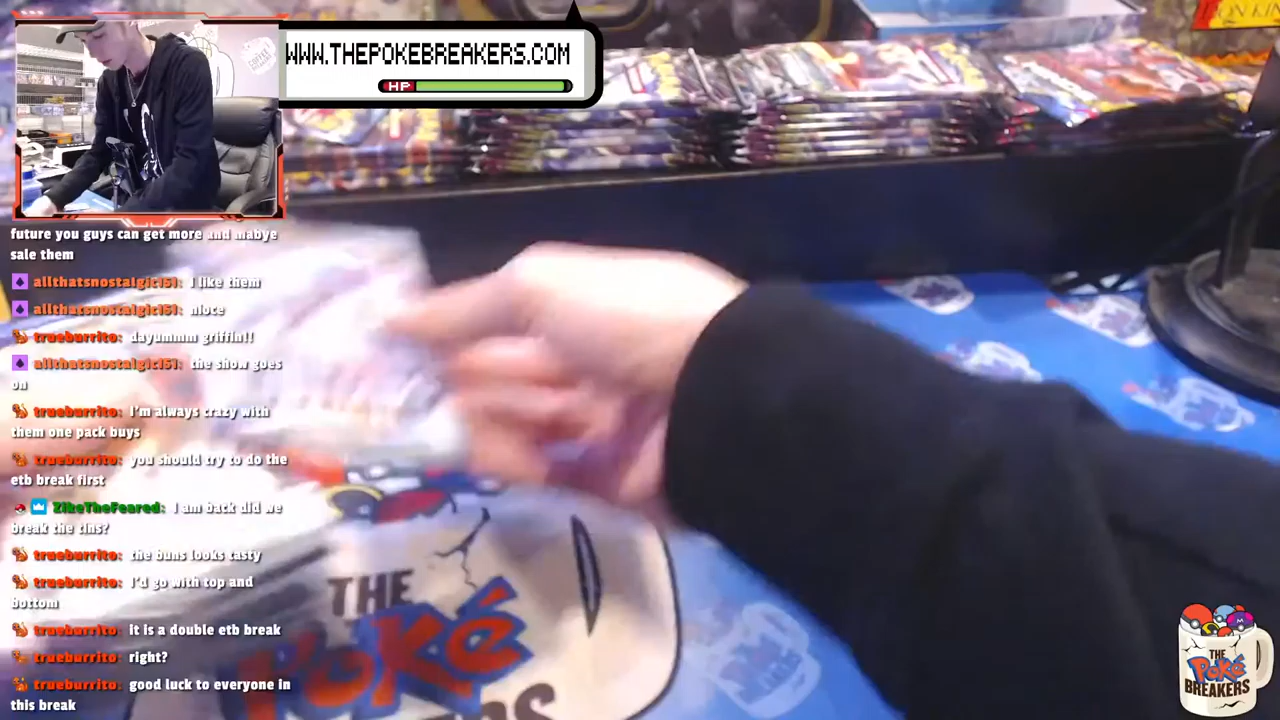 WWW.THEPOKEBREAKERS.COM
HP
future you guys can get more and mabye
sale them
allthatsnostalgic151: I like them
allthatsnostalgic151: nioce
trueburrito: dayummm griffin!!
allthatsnostalgic151: the show goes
on
trueburrito: I'm always crazy with
them one pack buys
trueburrito: you should try to do the
etb break first
ZikeTheFeared: I am back did we
break the tins?
trueburrito: the buns looks tasty
trueburrito: I'd go with top and
bottom
trueburrito: it is a double etb break
trueburrito: right?
trueburrito: good luck to everyone in
this break
THE
Poké
THE
Poké
BREAKERS